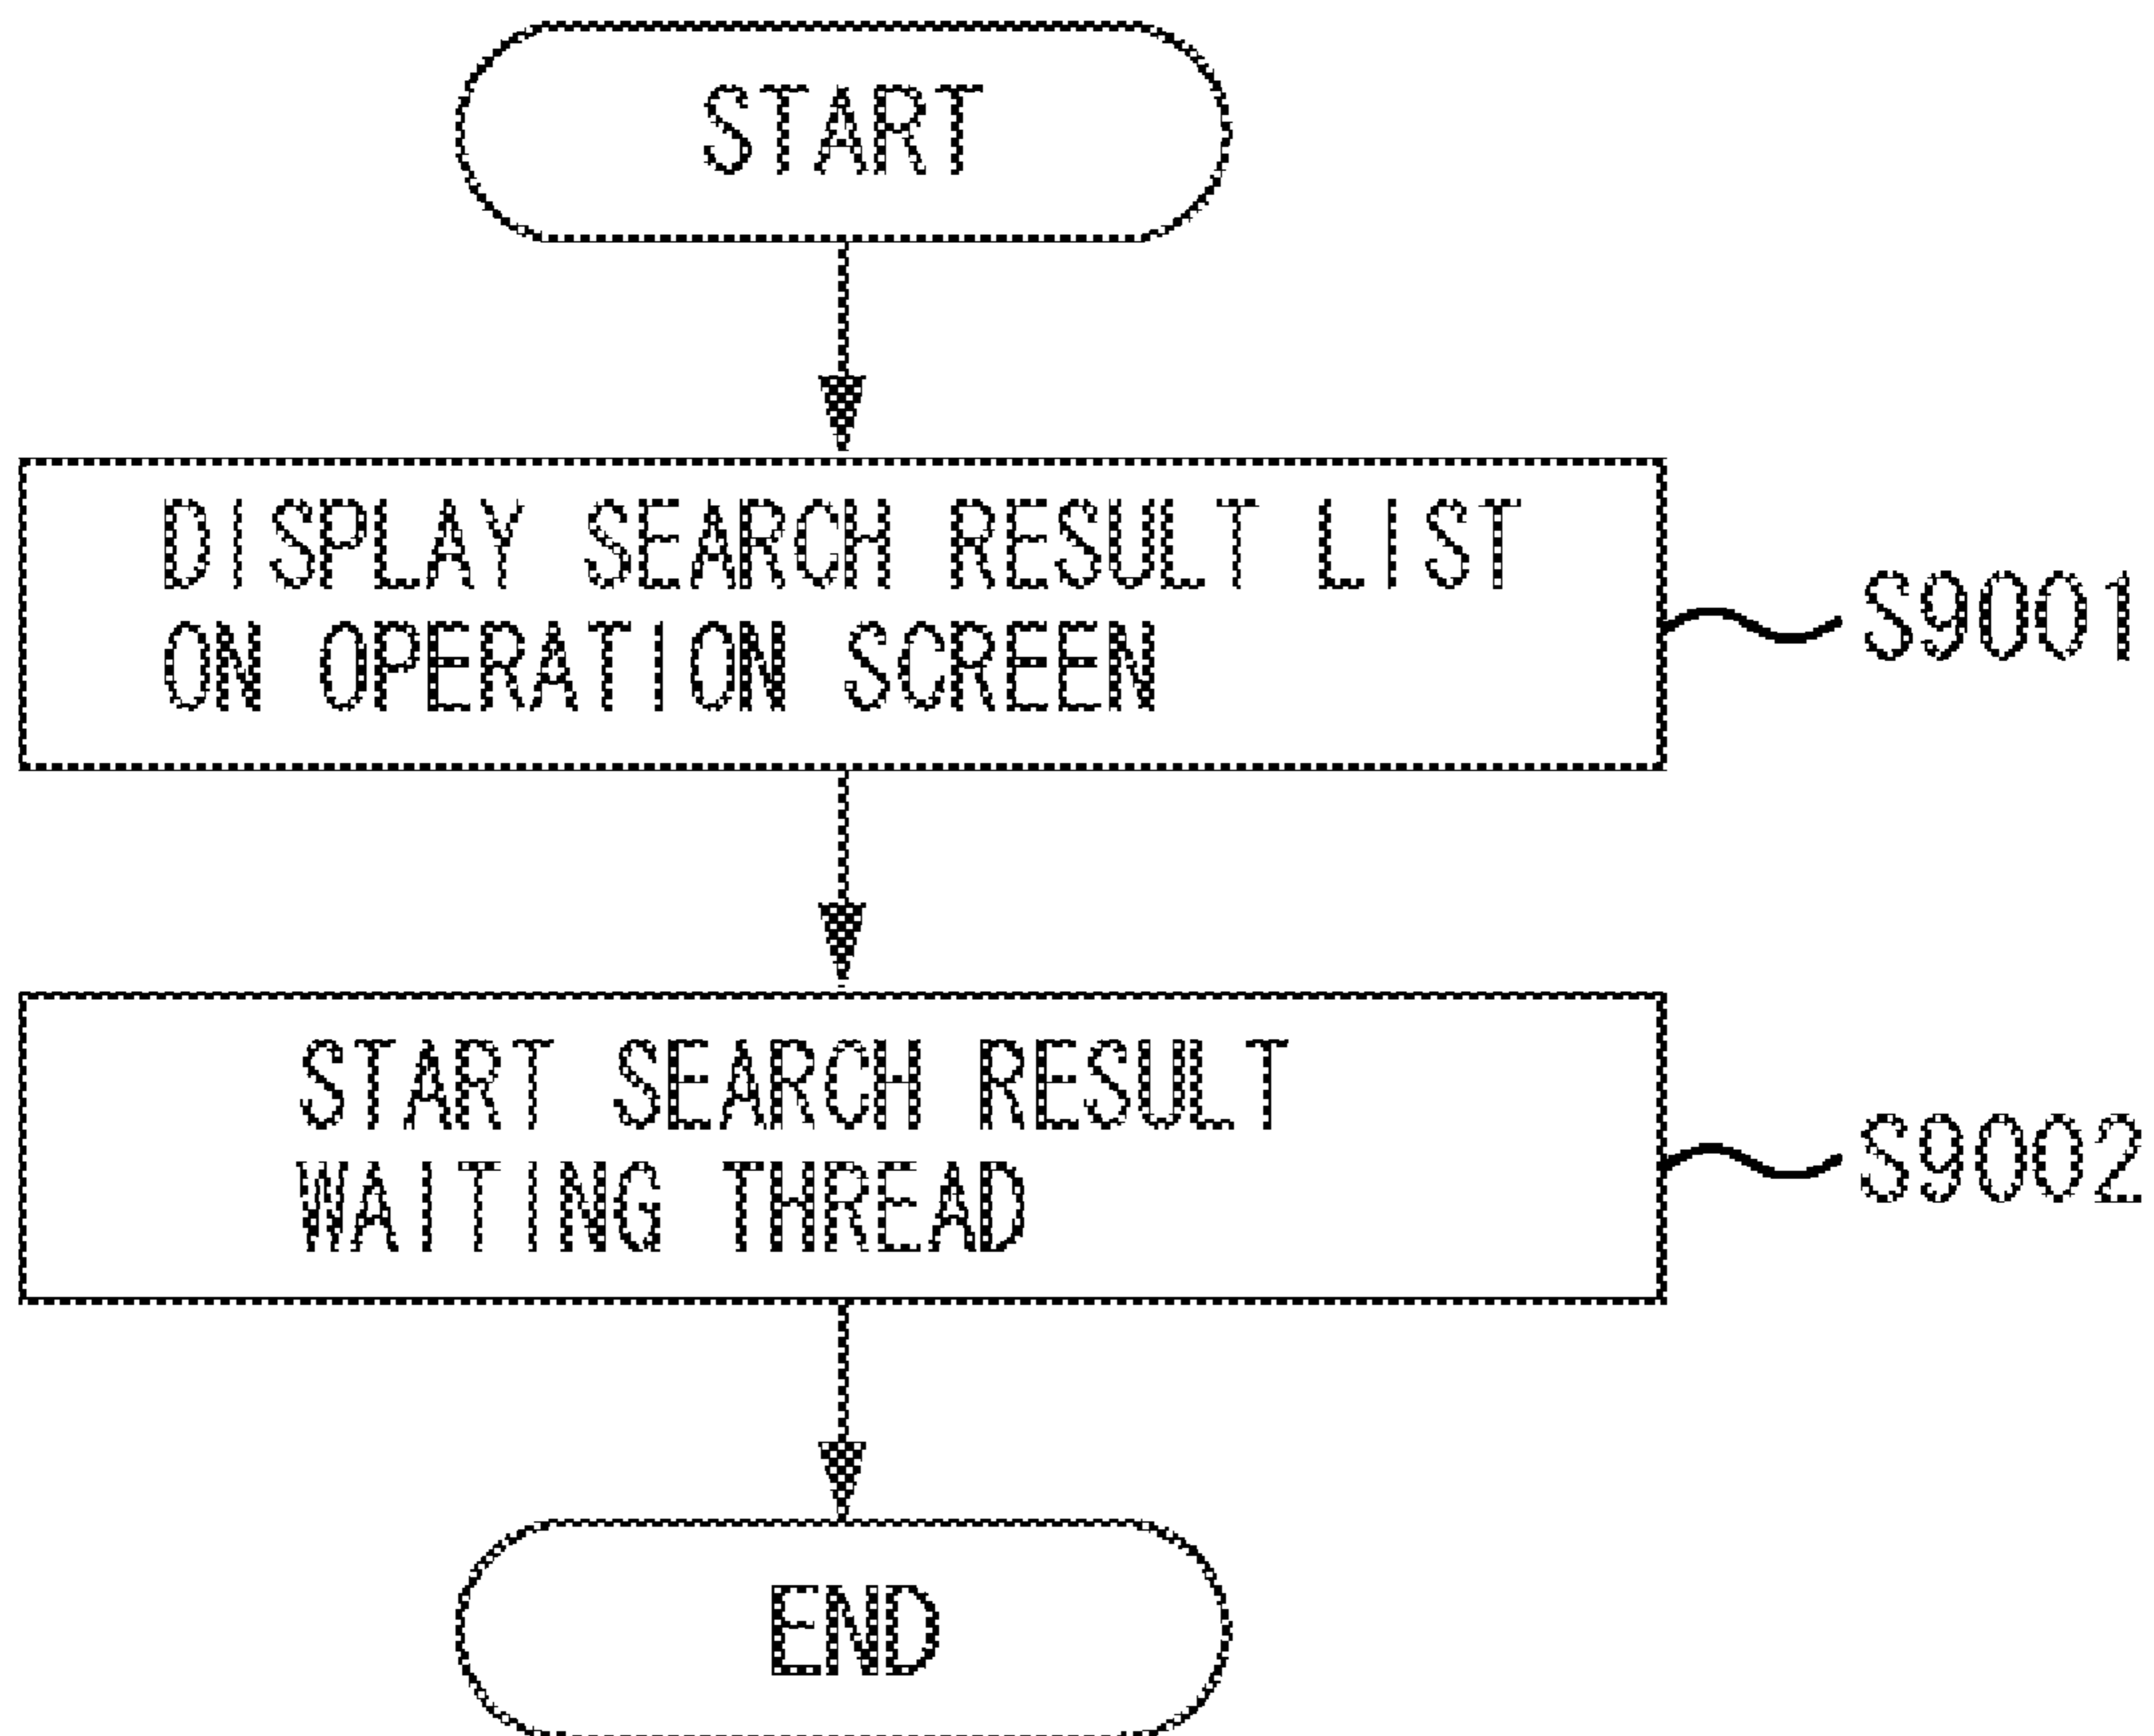 START
DISPLAY SEARCH RESULT LIST
ON OPERATION SCREEN
S9001
START SEARCH RESULT
WAITING THREAD
S9002
END